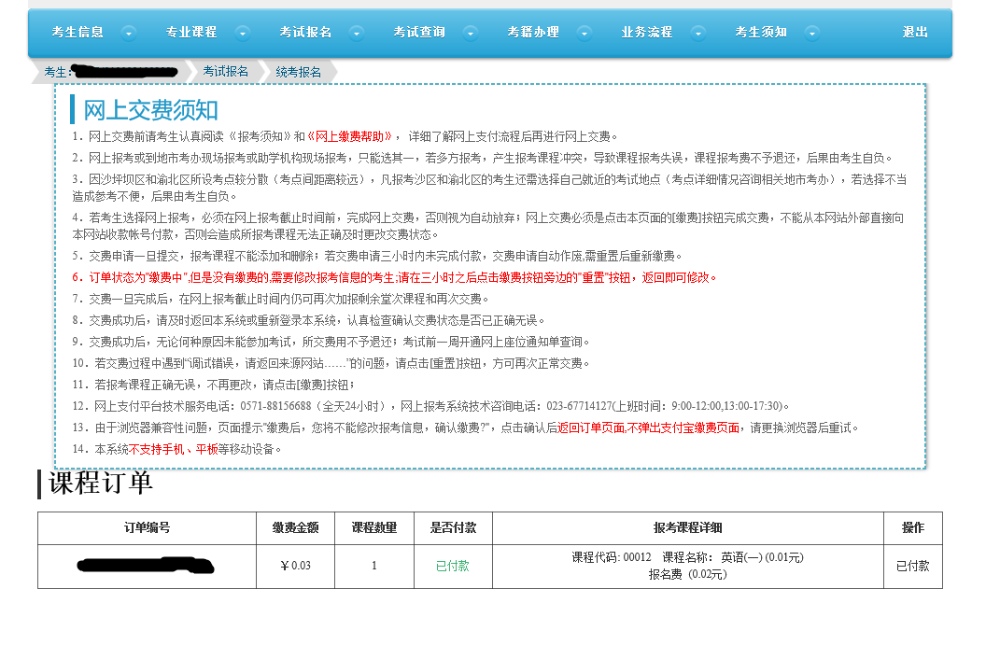 考生信息 专业课程 考试报名 考试查询 考籍办理 业务流程 考生须知 退出
考生: 考试报名 统考报名
网上交费须知
1．网上交费前请考生认真阅读《报考须知》和《网上缴费帮助》，详细了解网上支付流程后再进行网上交费。
2．网上报考或到地市考办现场报考或助学机构现场报考，只能选其一，若多方报考，产生报考课程冲突，导致课程报考失误，课程报考费不予退还，后果由考生自负。
3．因沙坪坝区和渝北区所设考点较分散（考点间距离较远），凡报考沙区和渝北区的考生还需选择自己就近的考试地点（考点详细情况咨询相关地市考办），若选择不当
造成参考不便，后果由考生自负。
4．若考生选择网上报考，必须在网上报考截止时间前，完成网上交费，否则视为自动放弃；网上交费必须是点击本页面的[缴费]按钮完成交费，不能从本网站外部直接向
本网站收款帐号付款，否则会造成所报考课程无法正确及时更改交费状态。
5．交费申请一旦提交，报考课程不能添加和删除；若交费申请三小时内未完成付款，交费申请自动作废,需重置后重新缴费。
6．订单状态为"缴费中",但是没有缴费的,需要修改报考信息的考生;请在三小时之后点击缴费按钮旁边的"重置"按钮，返回即可修改。
7．交费一旦完成后，在网上报考截止时间内仍可再次加报剩余堂次课程和再次交费。
8．交费成功后，请及时返回本系统或重新登录本系统，认真检查确认交费状态是否已正确无误。
9．交费成功后，无论何种原因未能参加考试，所交费用不予退还；考试前一周开通网上座位通知单查询。
10．若交费过程中遇到“调试错误，请返回来源网站……”的问题，请点击[重置]按钮，方可再次正常交费。
11．若报考课程正确无误，不再更改，请点击[缴费]按钮；
12．网上支付平台技术服务电话：0571-88156688（全天24小时），网上报考系统技术咨询电话：023-67714127(上班时间：9:00-12:00,13:00-17:30)。
13．由于浏览器兼容性问题，页面提示"缴费后，您将不能修改报考信息，确认缴费?"，点击确认后返回订单页面,不弹出支付宝缴费页面，请更换浏览器后重试。
14．本系统不支持手机、平板等移动设备。
课程订单
订单编号 缴费金额 课程数量 是否付款 报考课程详细 操作
￥0.03 1 已付款 课程代码: 00012 课程名称： 英语(一) (0.01元) 已付款
报名费 (0.02元)